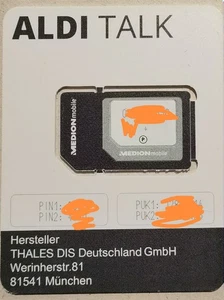 ALDI TALK
MEDIONmobile
MEDIONmobile
P
PIN1: PUK1:
PIN2: PUK2:
Hersteller
THALES DIS Deutschland GmbH
Werinherstr.81
81541 München